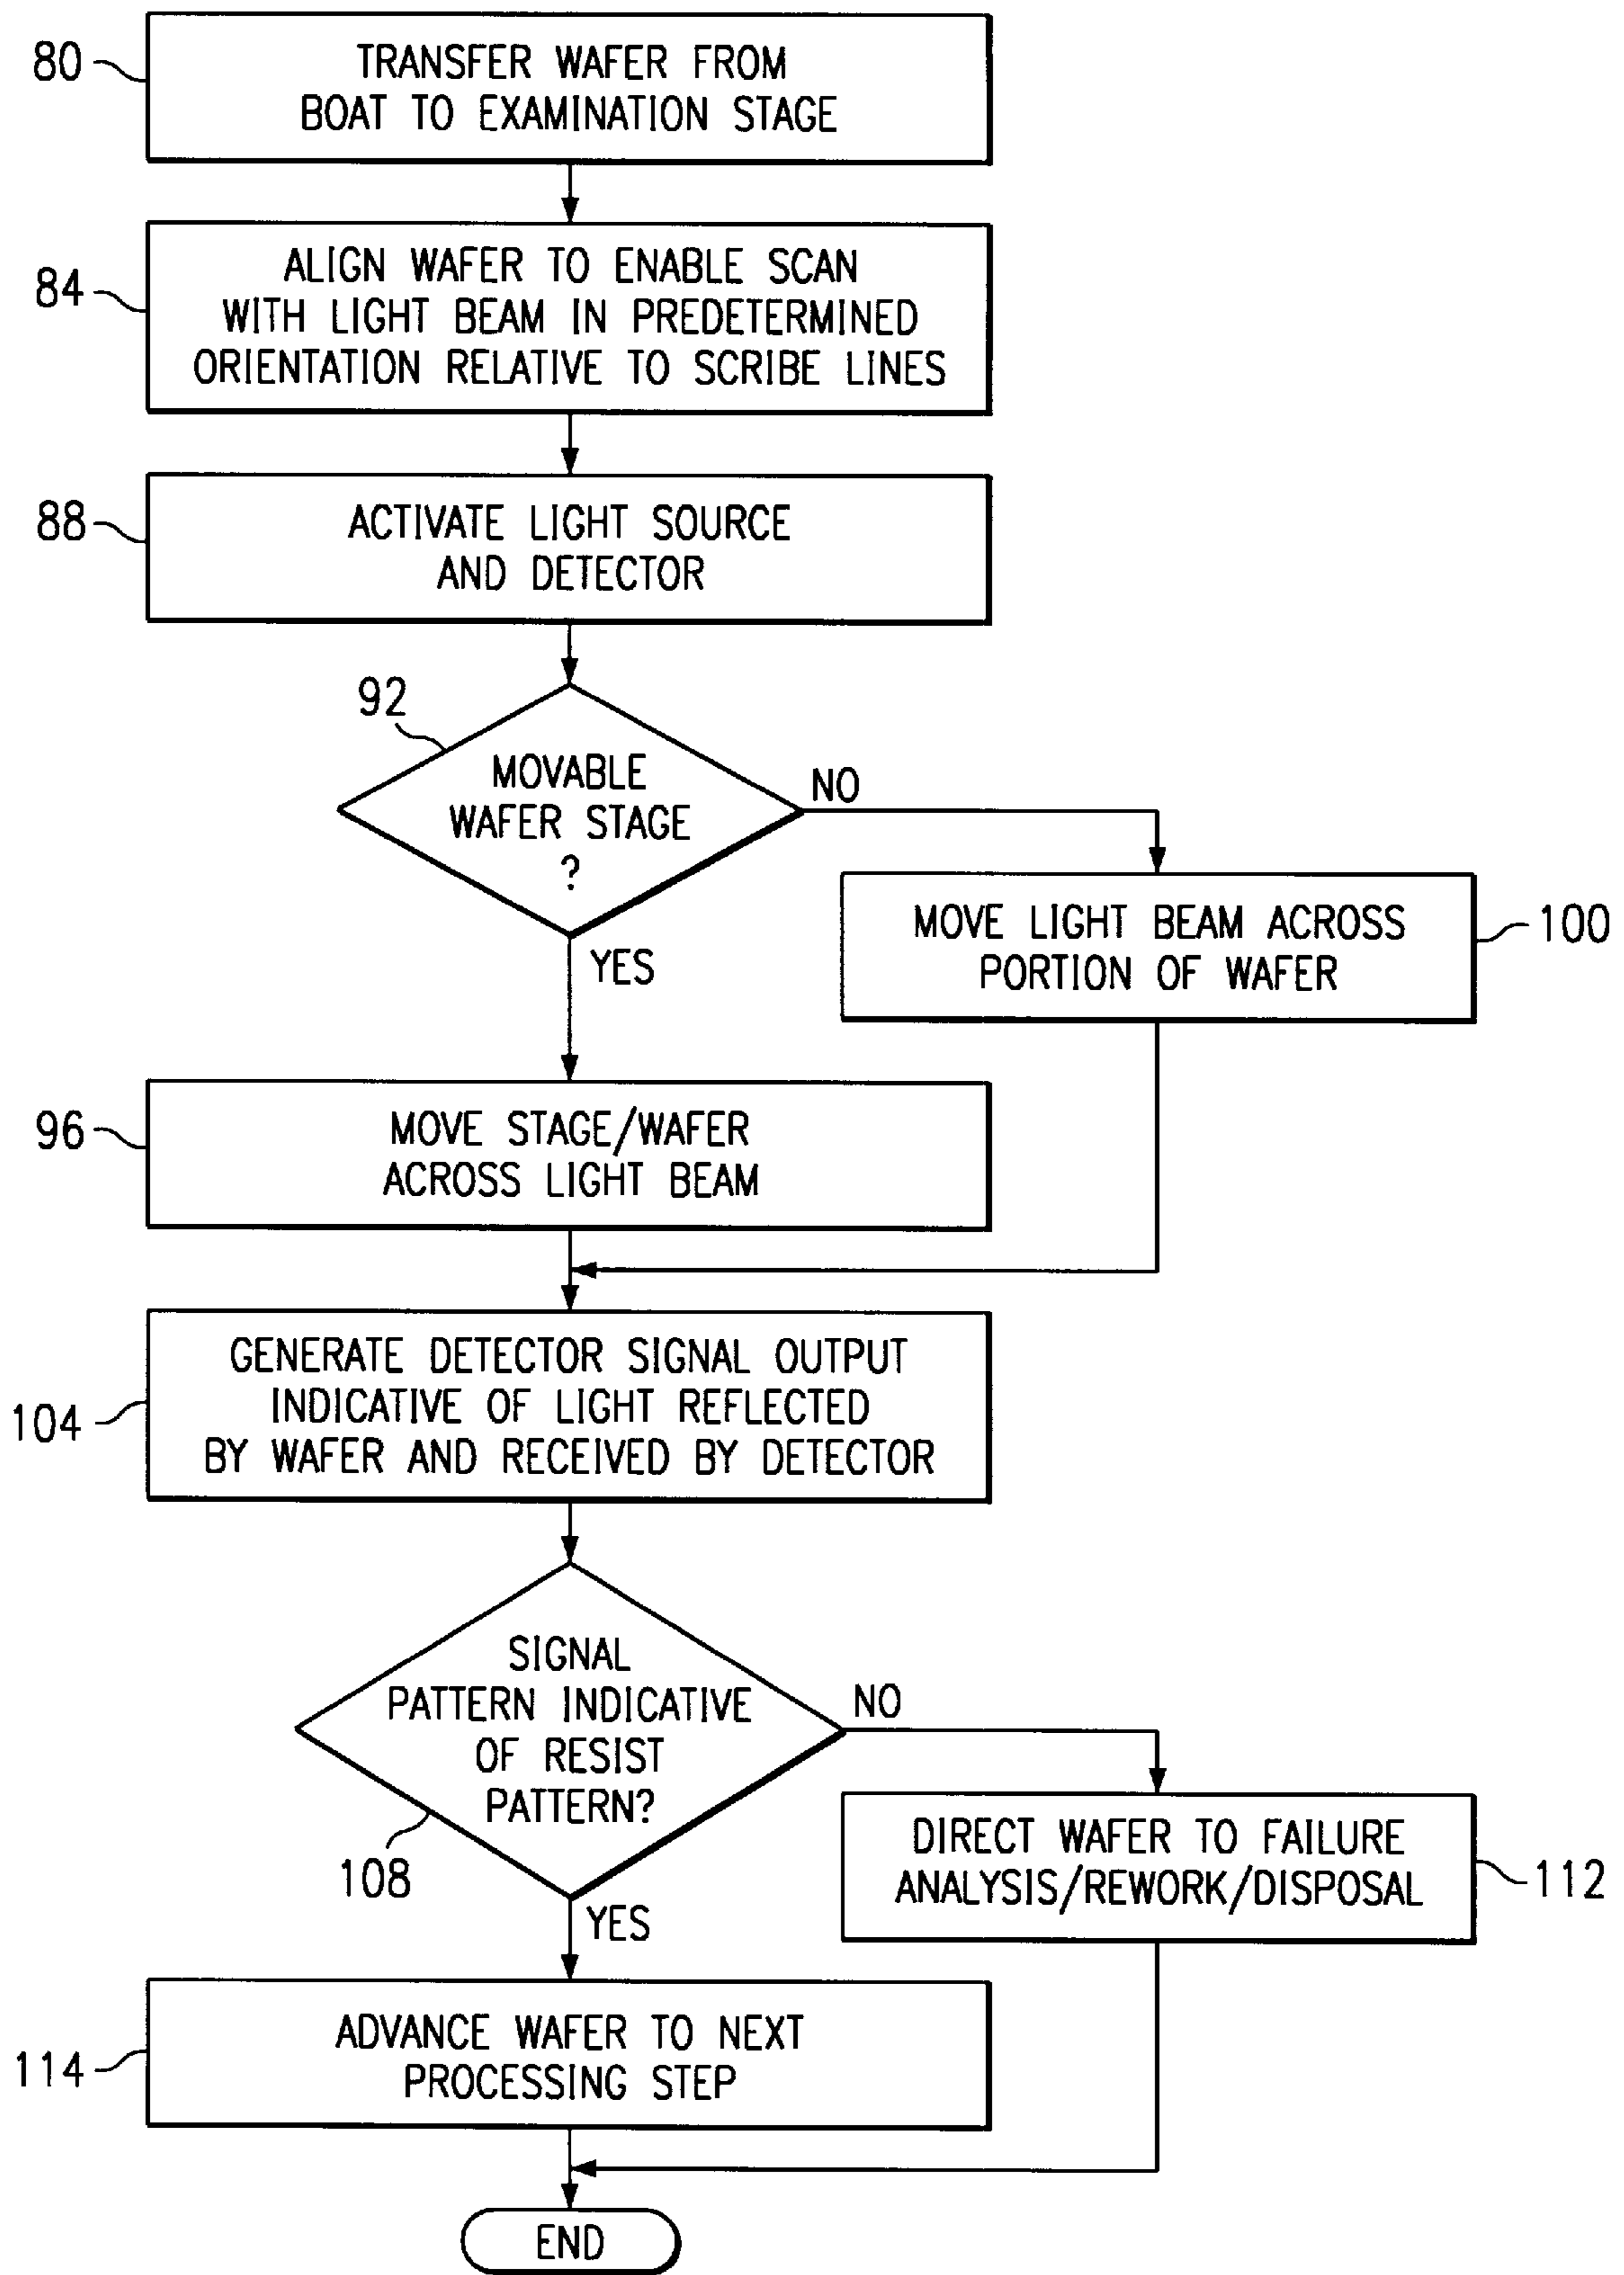 80
TRANSFER WAFER FROM
BOAT TO EXAMINATION STAGE
84
ALIGN WAFER TO ENABLE SCAN
WITH LIGHT BEAM IN PREDETERMINED
ORIENTATION RELATIVE TO SCRIBE LINES
88
ACTIVATE LIGHT SOURCE
AND DETECTOR
92
MOVABLE
WAFER STAGE
?
NO
YES
MOVE LIGHT BEAM ACROSS
PORTION OF WAFER
100
96
MOVE STAGE/WAFER
ACROSS LIGHT BEAM
104
GENERATE DETECTOR SIGNAL OUTPUT
INDICATIVE OF LIGHT REFLECTED
BY WAFER AND RECEIVED BY DETECTOR
SIGNAL
PATTERN INDICATIVE
OF RESIST
PATTERN?
108
NO
YES
DIRECT WAFER TO FAILURE
ANALYSIS/REWORK/DISPOSAL
112
114
ADVANCE WAFER TO NEXT
PROCESSING STEP
END